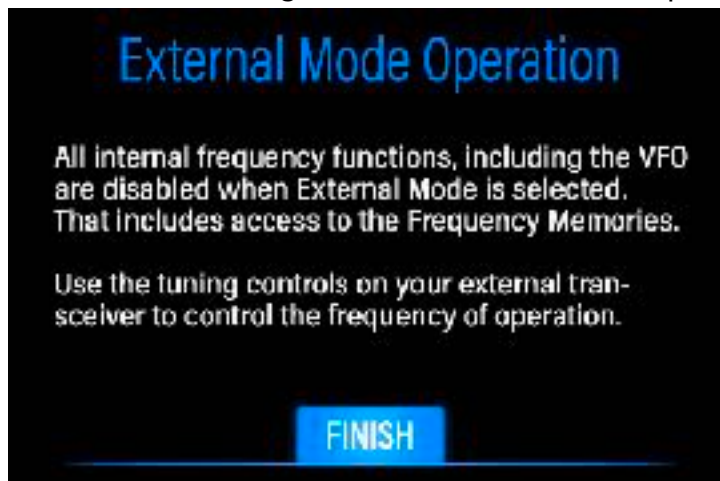 External Mode Operation
All internal frequency functions, including the VFO
are disabled when External Mode is selected.
That includes access to the Frequency Memories.
Use the tuning controls on your external tran-
sceiver to control the frequency of operation.
FINISH